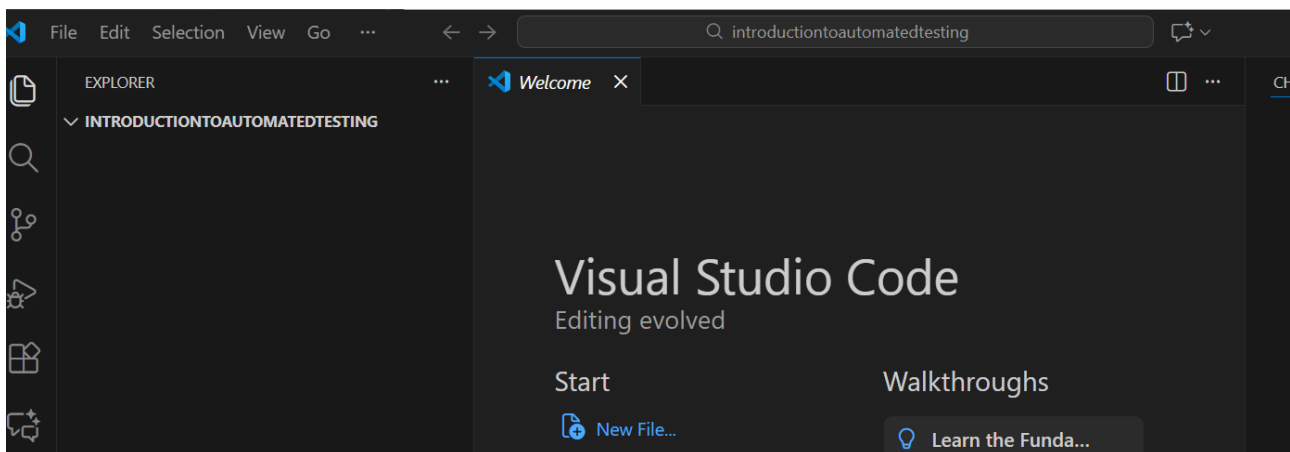 File Edit Selection View Go ... introductiontoautomatedtesting
EXPLORER ...
Welcome
...
INTRODUCTIONTOAUTOMATEDTESTING
Visual Studio Code
Editing evolved
Start
New File...
Walkthroughs
Learn the Funda...